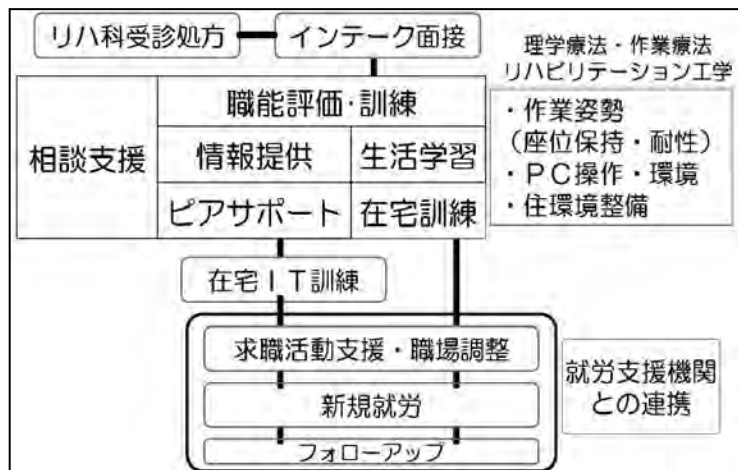 リハ科受診処方
インテーク面接
理学療法・作業療法
リハビリテーション工学
相談支援
職能評価・訓練
情報提供
生活学習
ピアサポート
在宅訓練
・作業姿勢
（座位保持・耐性）
・ＰＣ操作・環境
・住環境整備
在宅ＩＴ訓練
求職活動支援・職場調整
新規就労
フォローアップ
就労支援機関
との連携